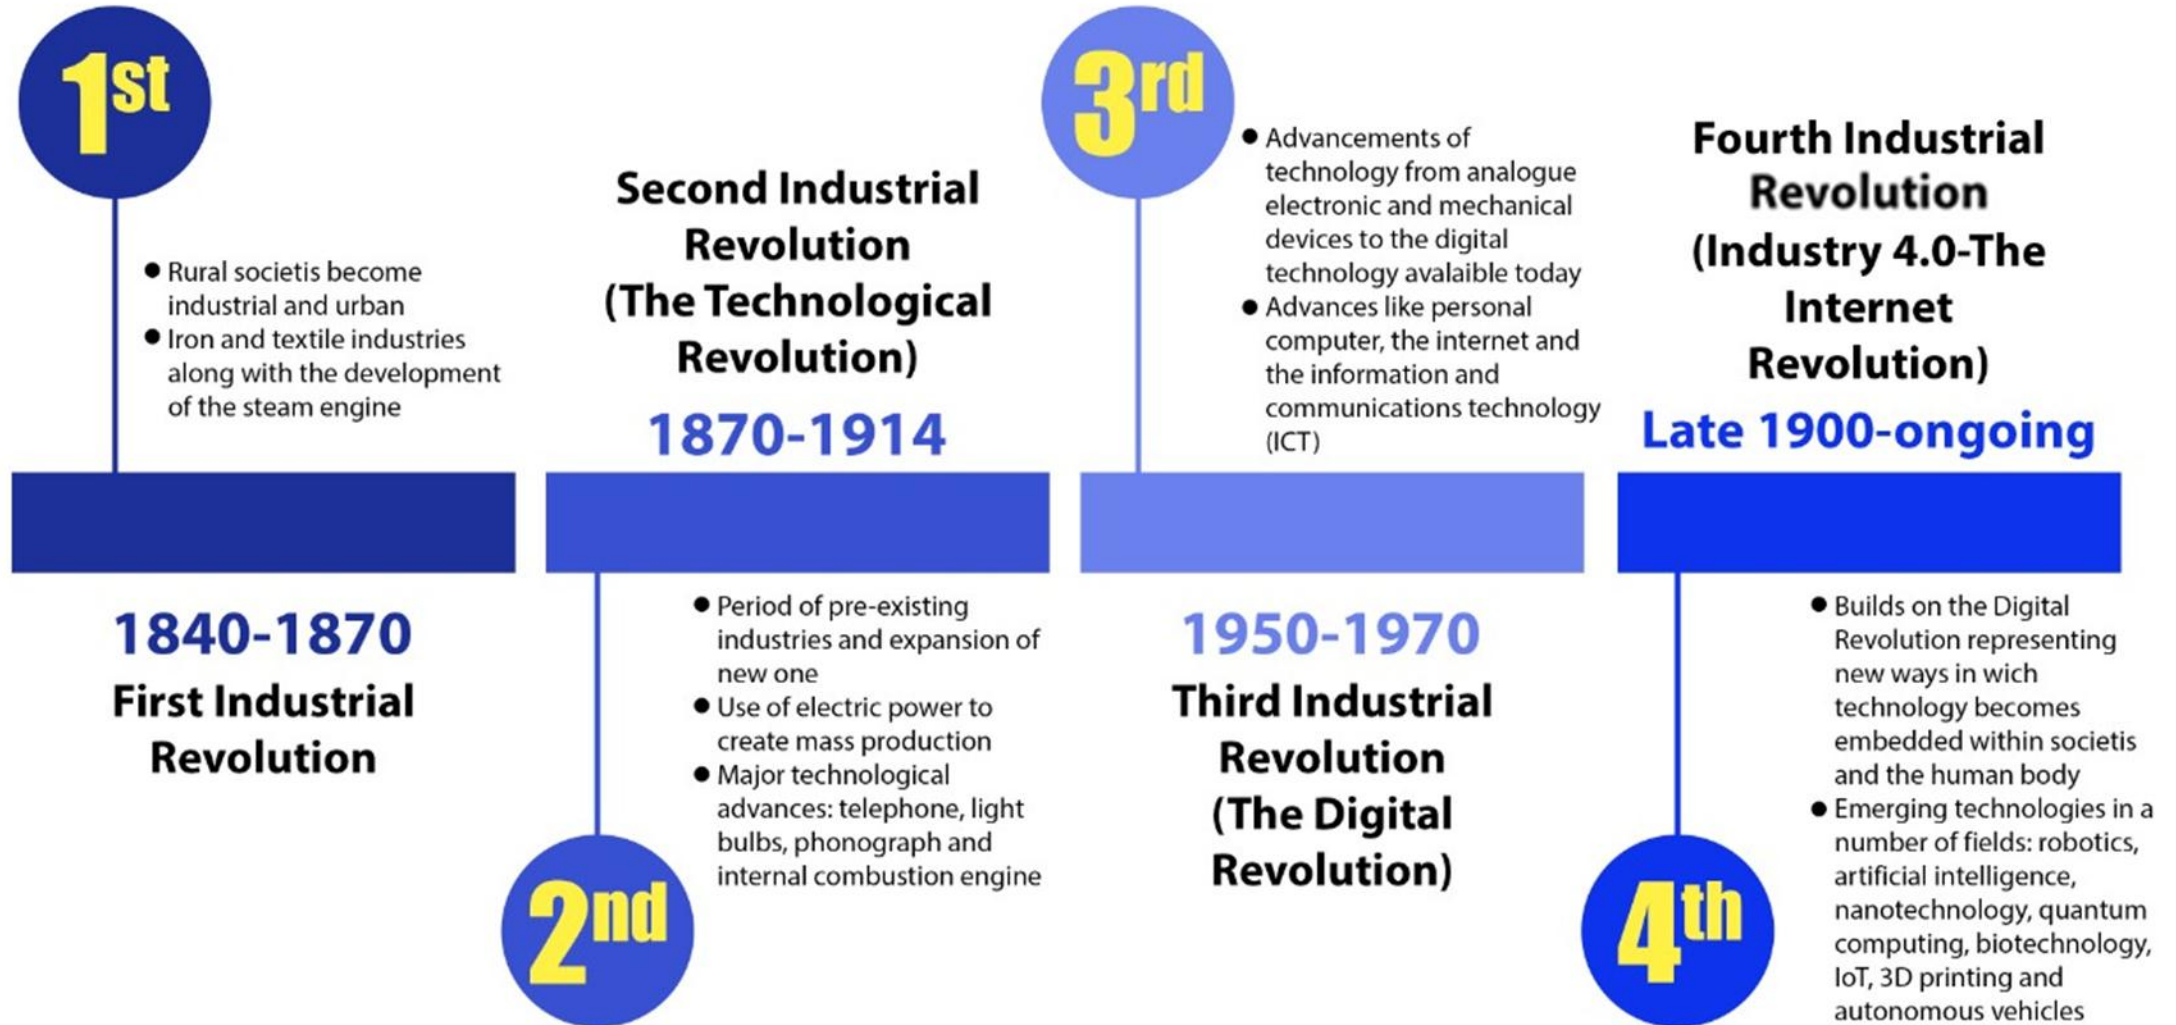 1st
Rural societis become
industrial and urban
Iron and textile industries
along with the development
of the steam engine
1840-1870
First Industrial
Revolution
Second Industrial
Revolution
(The Technological
Revolution)
1870-1914
Period of pre-existing
industries and expansion of
new one
Use of electric power to
create mass production
Major technological
advances: telephone, light
bulbs, phonograph and
internal combustion engine
2nd
3rd
Advancements of
technology from analogue
electronic and mechanical
devices to the digital
technology avalaible today
Advances like personal
computer, the internet and
the information and
communications technology
(ICT)
1950-1970
Third Industrial
Revolution
(The Digital
Revolution)
Fourth Industrial
Revolution
(Industry 4.0-The
Internet
Revolution)
Late 1900-ongoing
Builds on the Digital
Revolution representing
new ways in wich
technology becomes
embedded within societis
and the human body
Emerging technologies in a
number of fields: robotics,
artificial intelligence,
nanotechnology, quantum
computing, biotechnology,
IoT, 3D printing and
autonomous vehicles
4th